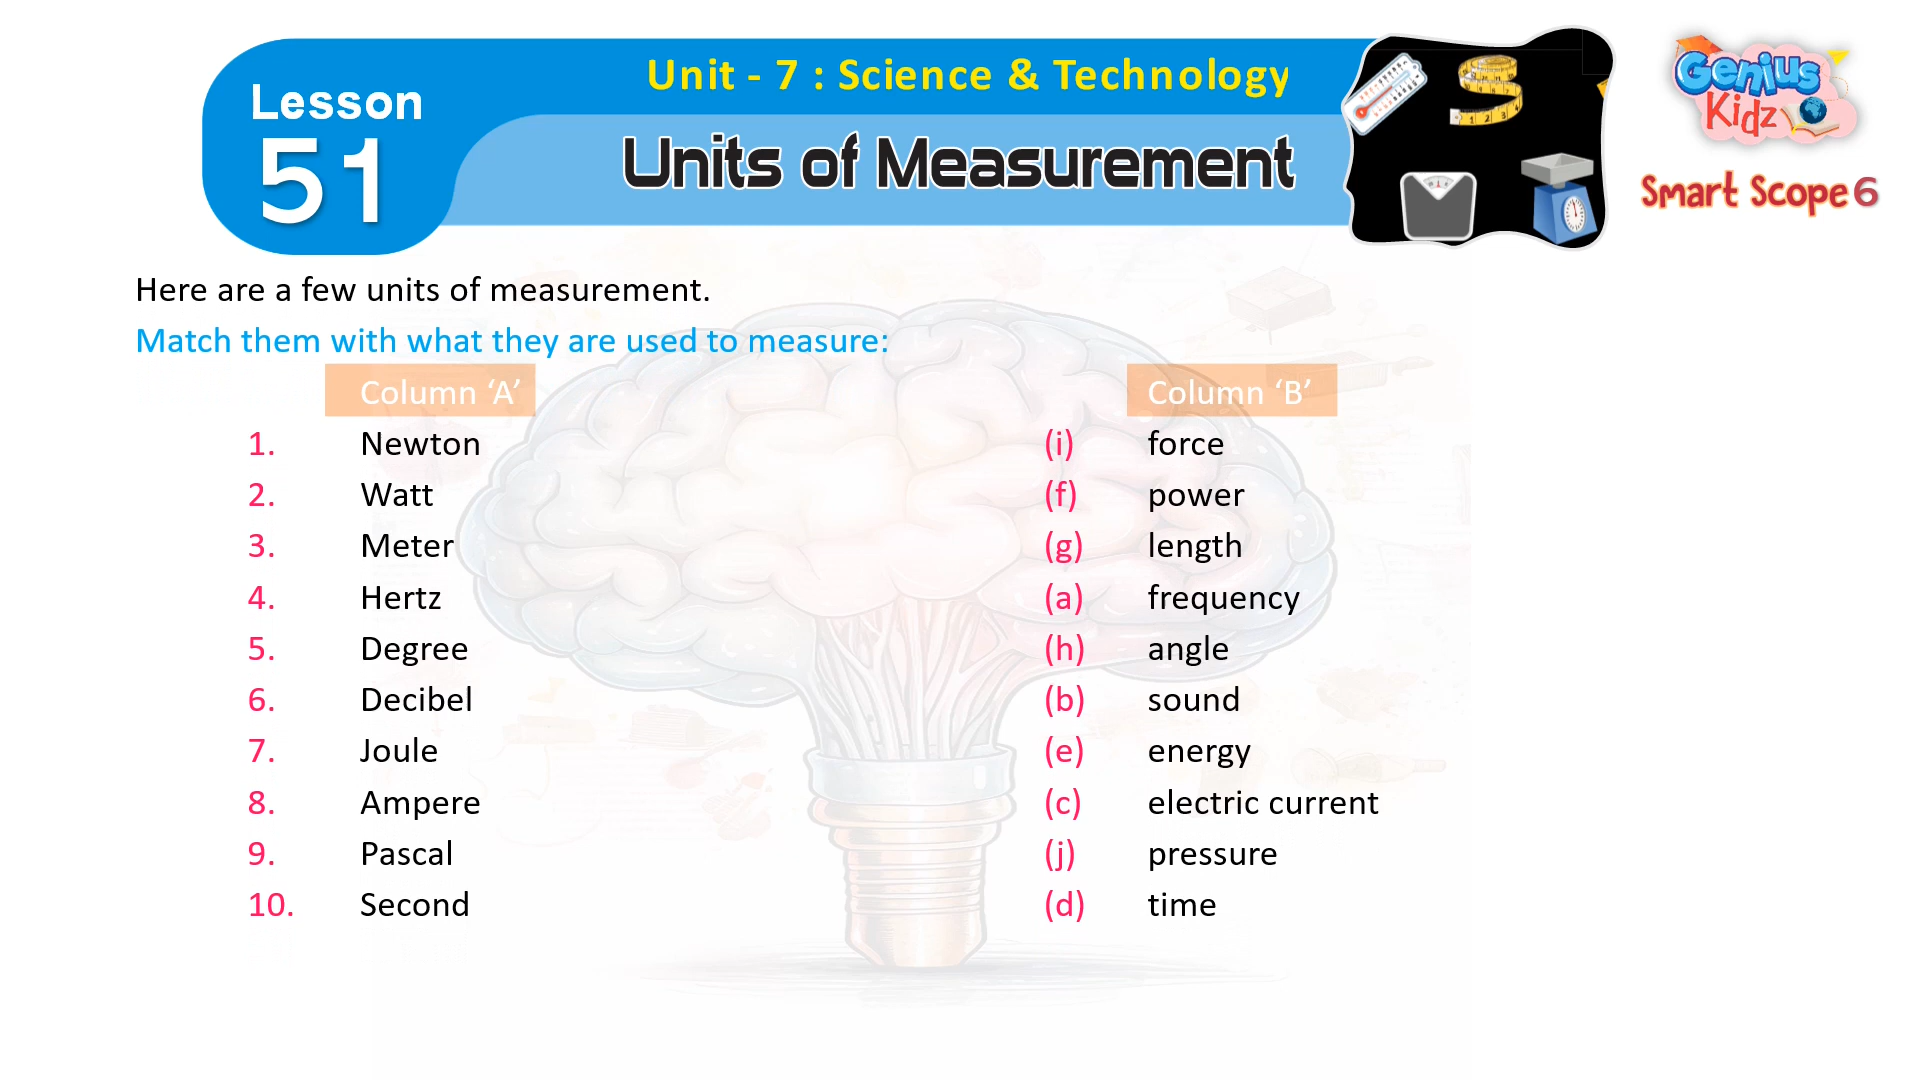 Unit - 7 : Science & Technology
Lesson
51
Units of Measurement
Genius
Kidz
Smart Scope 6
Here are a few units of measurement.
Match them with what they are used to measure:
Column ‘A’ Column ‘B’
1. Newton (i) force
2. Watt (f) power
3. Meter (g) length
4. Hertz (a) frequency
5. Degree (h) angle
6. Decibel (b) sound
7. Joule (e) energy
8. Ampere (c) electric current
9. Pascal (j) pressure
10. Second (d) time